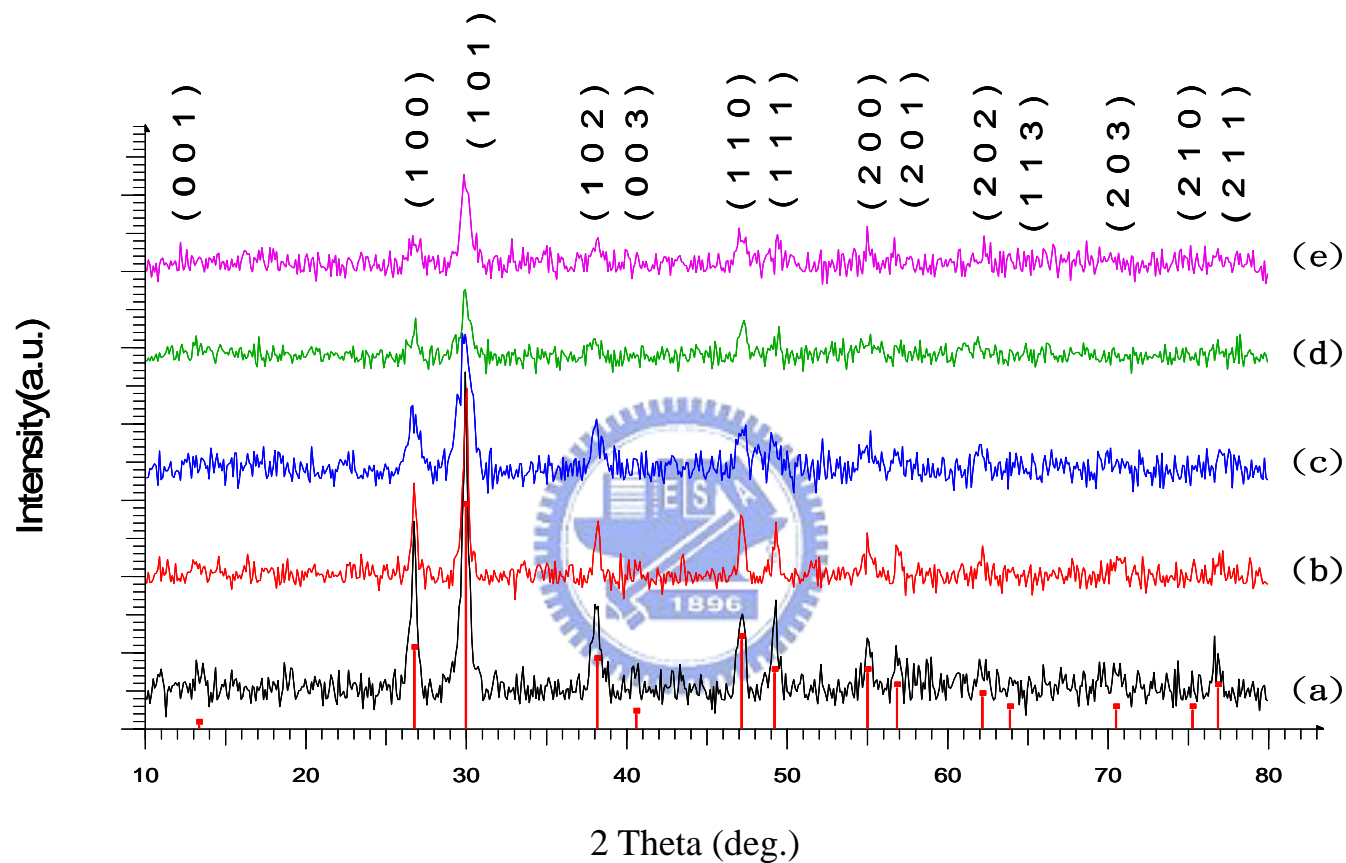 (001)
(100)
(101)
(102)
(003)
(110)
(111)
(200)
(201)
(202)
(113)
(203)
(210)
(211)
Intensity(a.u.)
(e)
(d)
(c)
(b)
(a)
E S A
1896
10 20 30 40 50 60 70 80
2 Theta (deg.)